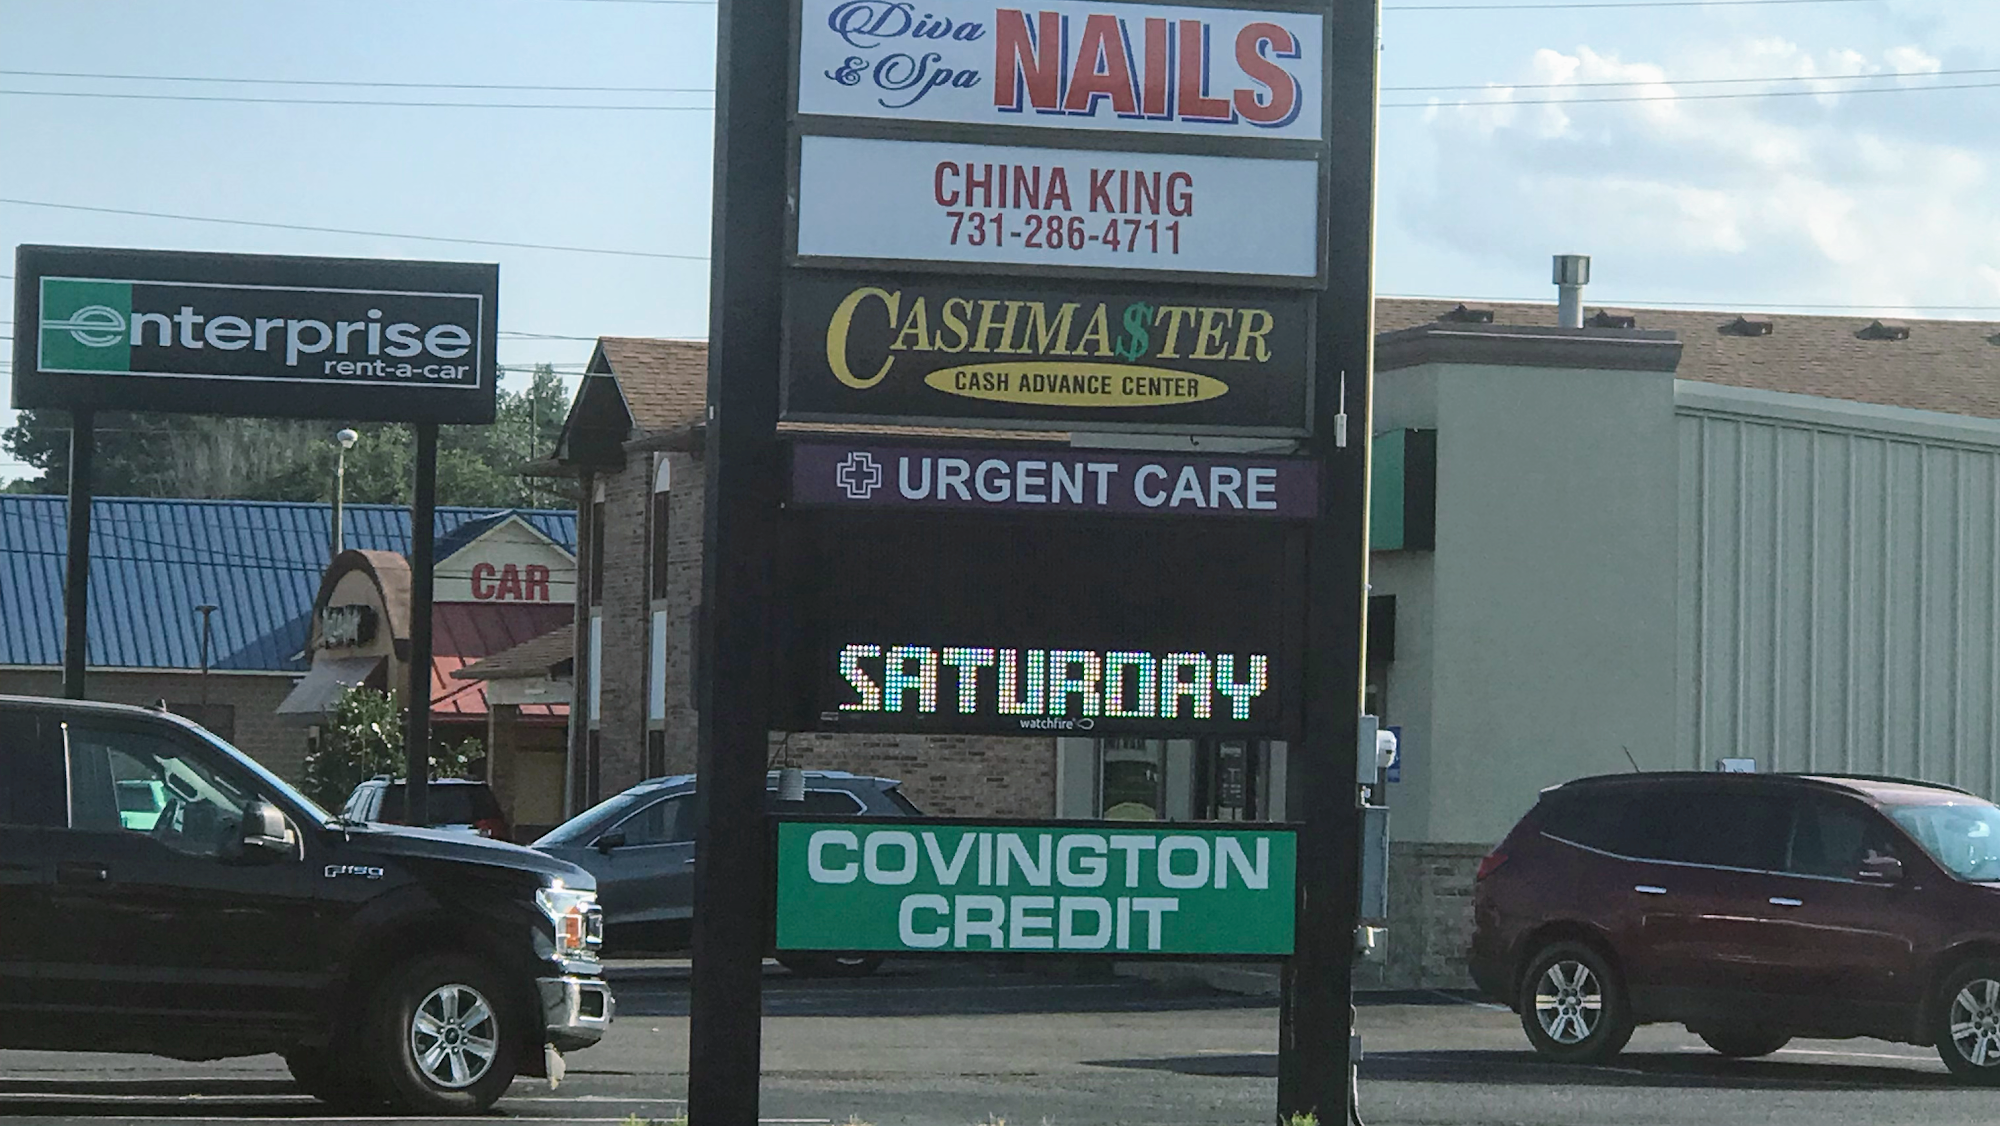 Diva
& Spa
NAILS
CHINA KING
731-286-4711
CASHMA$TER
CASH ADVANCE CENTER
URGENT CARE
SATURDAY
watchfire
COVINGTON
CREDIT
enterprise
rent-a-car
CAR
F-150